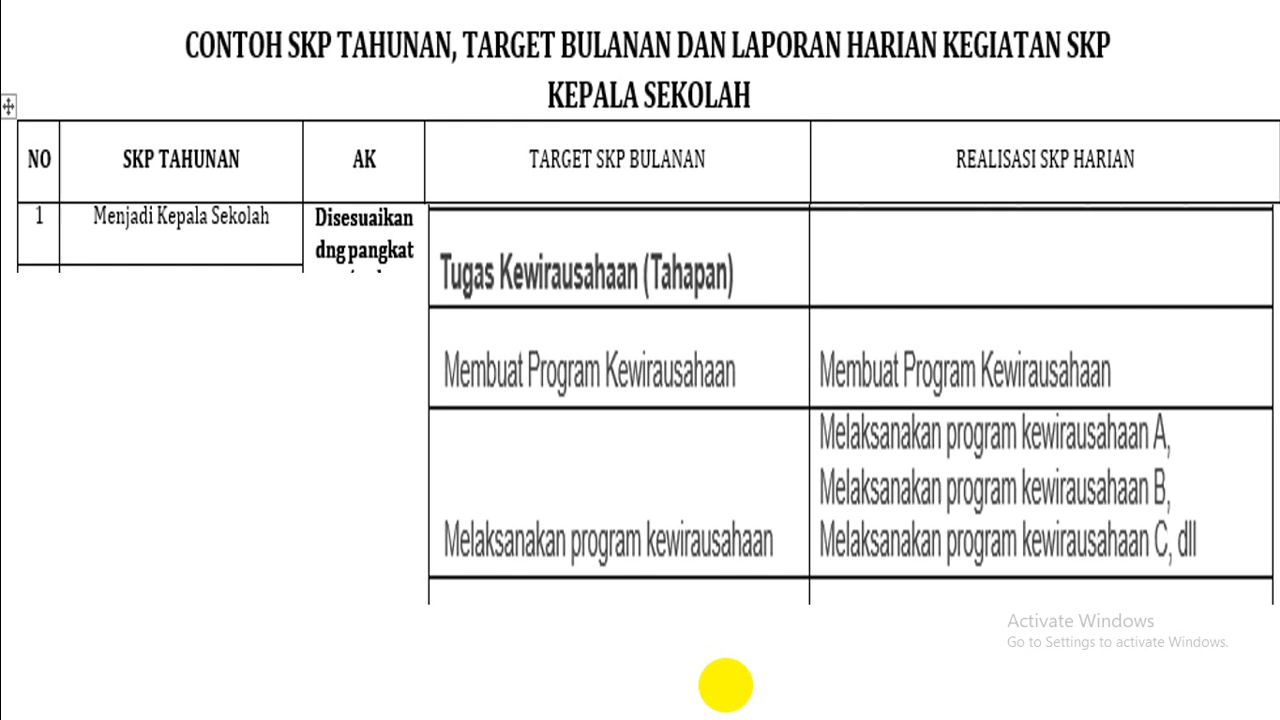 CONTOH SKP TAHUNAN, TARGET BULANAN DAN LAPORAN HARIAN KEGIATAN SKP
KEPALA SEKOLAH
NO SKP TAHUNAN AK TARGET SKP BULANAN REALISASI SKP HARIAN
1 Menjadi Kepala Sekolah Disesuaikan
dng pangkat
Tugas Kewirausahaan (Tahapan)
Membuat Program Kewirausahaan Membuat Program Kewirausahaan
Melaksanakan program kewirausahaan A,
Melaksanakan program kewirausahaan B,
Melaksanakan program kewirausahaan Melaksanakan program kewirausahaan C, dll
Activate Windows
Go to Settings to activate Windows.